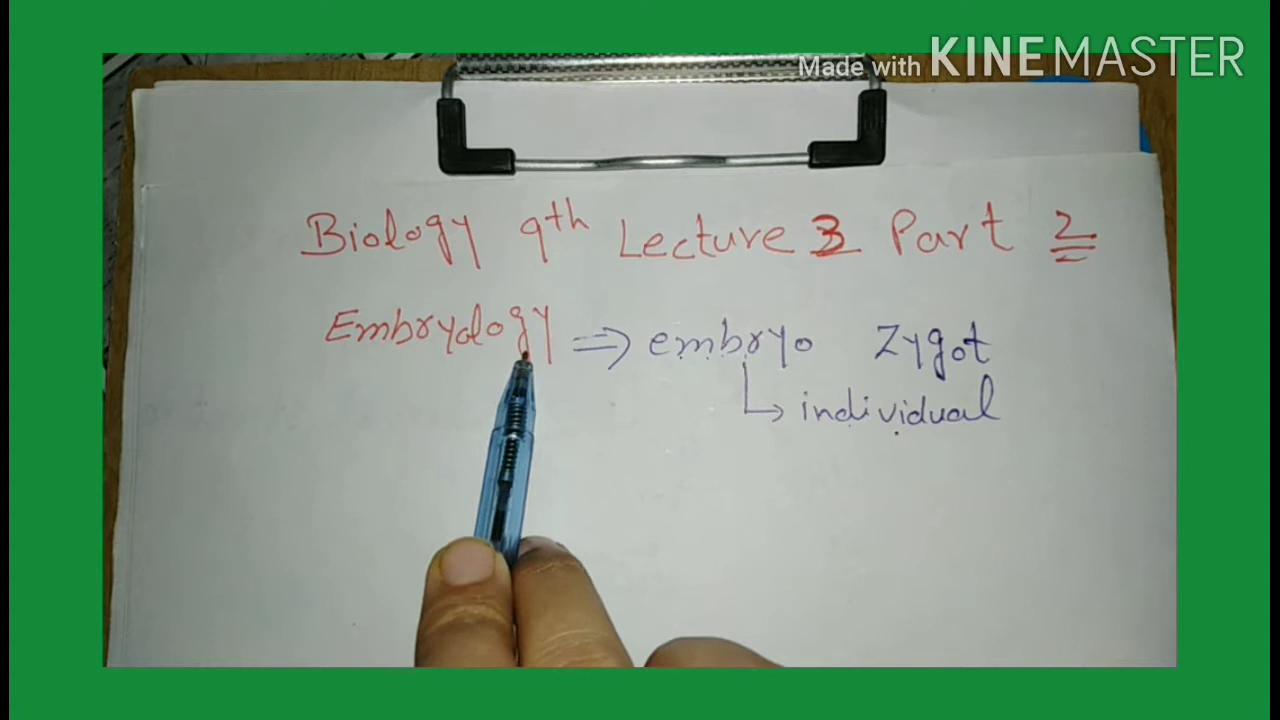 Made with KINEMASTER
Biology 9th Lecture 3 Part 2
Embryology ⇒ embryo Zygot
↳ individual